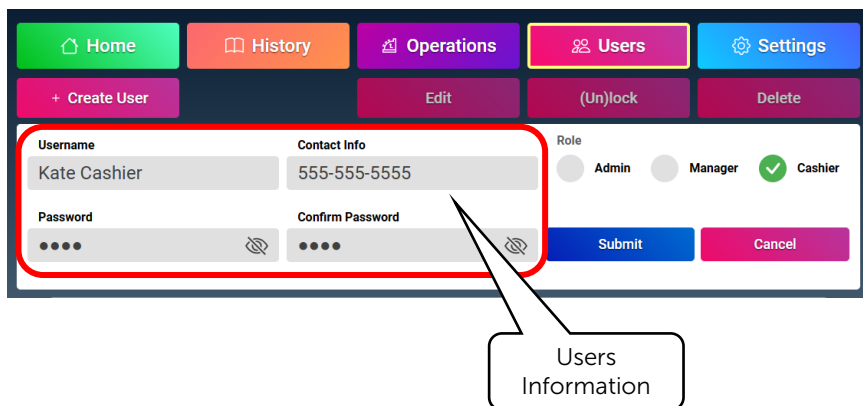 Home History Operations Users Settings
+ Create User Edit (Un)lock Delete
Username Contact Info Role
Kate Cashier 555-555-5555 Admin Manager Cashier
Password Confirm Password
●●●● ●●●● Submit Cancel
Users
Information